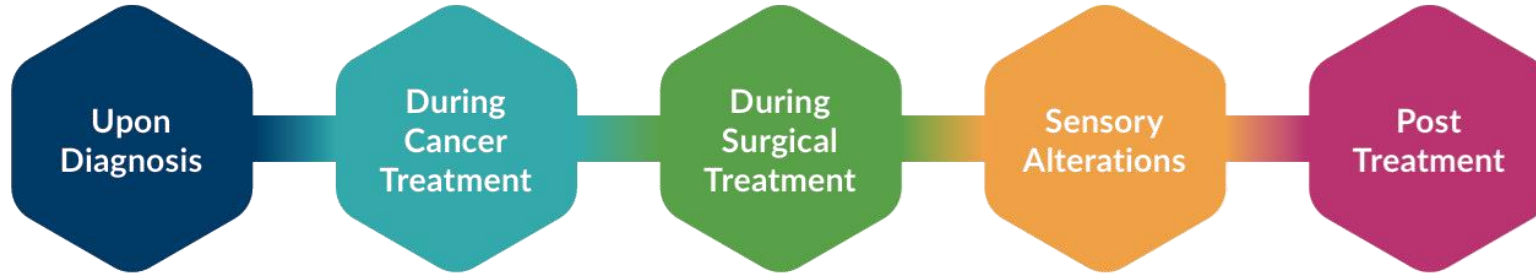 Upon
Diagnosis
During
Cancer
Treatment
During
Surgical
Treatment
Sensory
Alterations
Post
Treatment